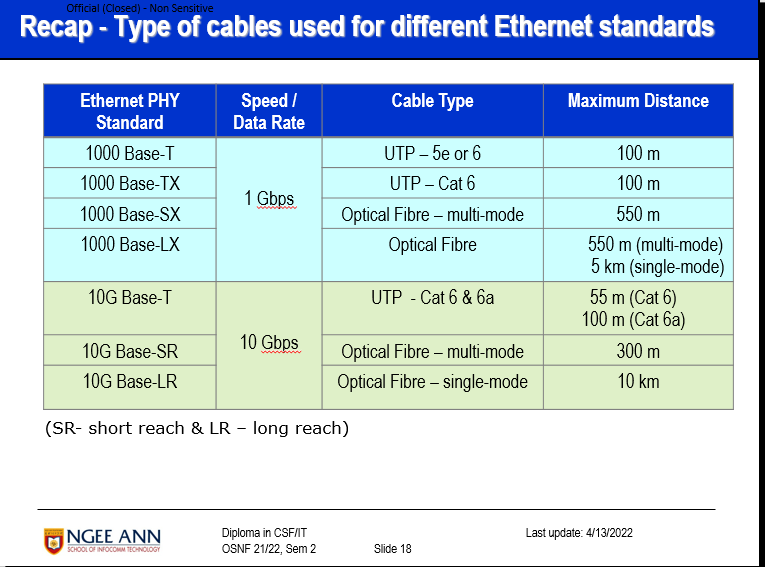 Official (Closed) - Non Sensitive
Recap - Type of cables used for different Ethernet standards
Ethernet PHY Standard Speed / Data Rate Cable Type Maximum Distance
1000 Base-T 1 Gbps UTP – 5e or 6 100 m
1000 Base-TX UTP – Cat 6 100 m
1000 Base-SX Optical Fibre – multi-mode 550 m
1000 Base-LX Optical Fibre 550 m (multi-mode)
5 km (single-mode)
10G Base-T 10 Gbps UTP - Cat 6 & 6a 55 m (Cat 6)
100 m (Cat 6a)
10G Base-SR Optical Fibre – multi-mode 300 m
10G Base-LR Optical Fibre – single-mode 10 km
(SR- short reach & LR – long reach)
NGEE ANN
SCHOOL OF INFOCOMM TECHNOLOGY
Diploma in CSF/IT
OSNF 21/22, Sem 2
Slide 18
Last update: 4/13/2022